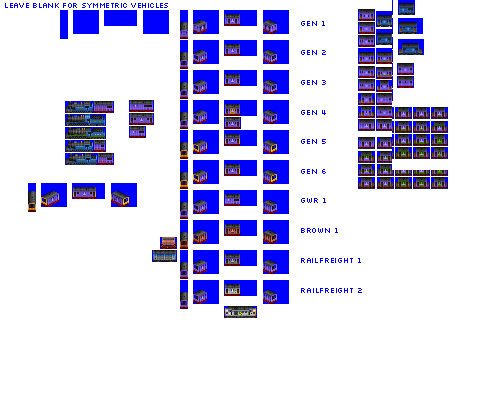 LEAVE BLANK FOR SYMMETRIC VEHICLES
GEN 1
GEN 2
GEN 3
GEN 4
GEN 5
GEN 6
GWR 1
BROWN 1
RAILFREIGHT 1
RAILFREIGHT 2